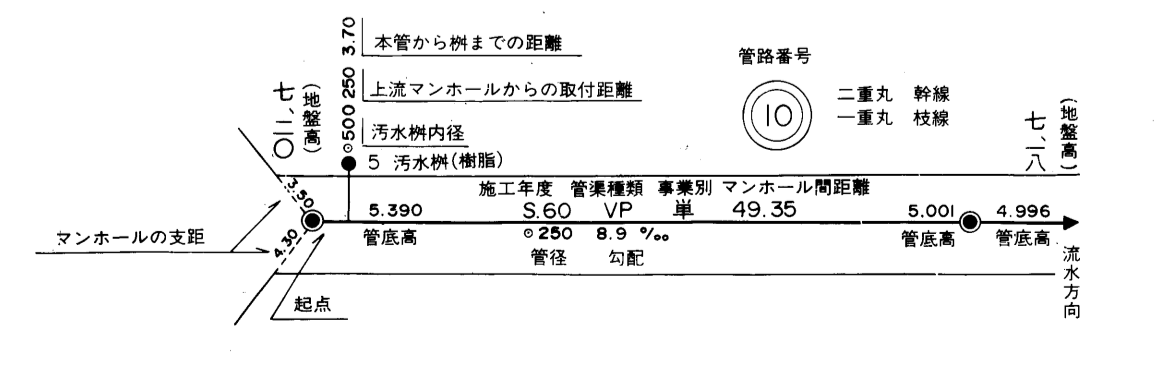 3.70
本管から桝までの距離
250
上流マンホールからの取付距離
⊙500
汚水桝内径
5 汚水桝(樹脂)
(地盤高)
管路番号
10
二重丸 幹線
一重丸 枝線
(地盤高)
七、二八
施工年度 管渠種類 事業別 マンホール間距離
3.50
5.390
S.60 VP 単 49.35
5.001
4.996
4.30
管底高
⊙250 8.9 ‰
管底高
管底高
管径 勾配
マンホールの支距
起点
流水方向